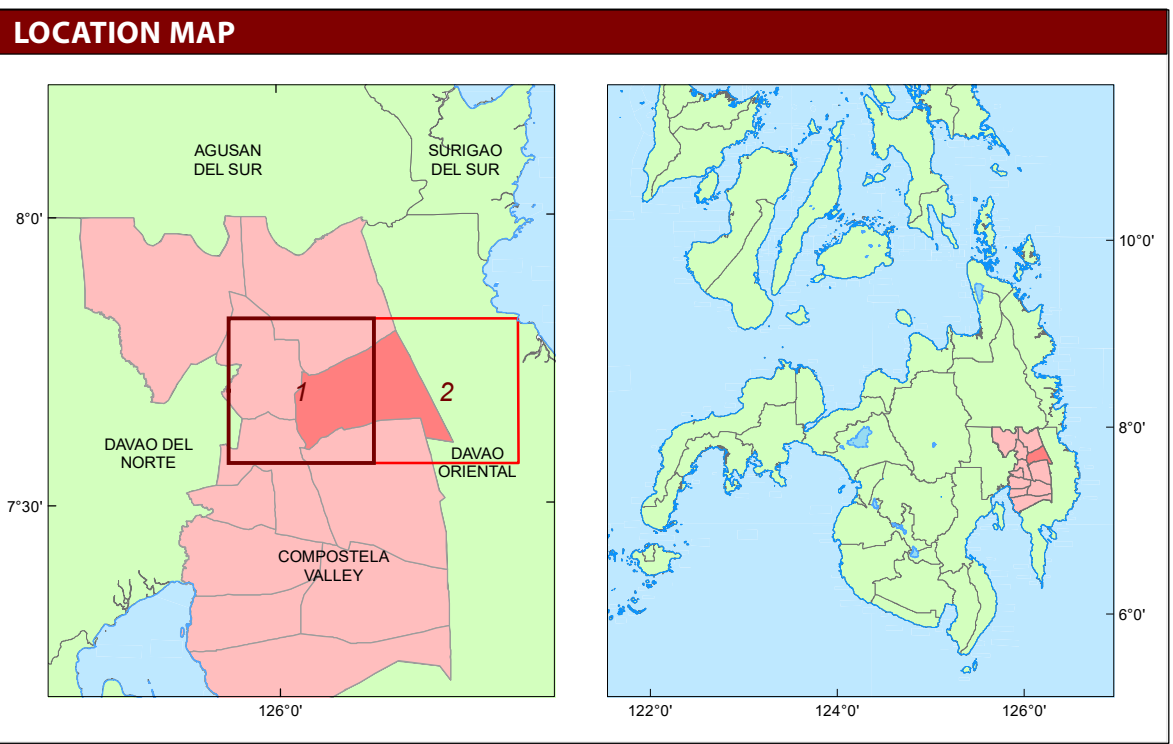 LOCATION MAP
AGUSAN
DEL SUR
SURIGAO
DEL SUR
8°0'
1
2
DAVAO DEL
NORTE
DAVAO
ORIENTAL
7°30'
COMPOSTELA
VALLEY
126°0'
10°0'
8°0'
6°0'
122°0'
124°0'
126°0'